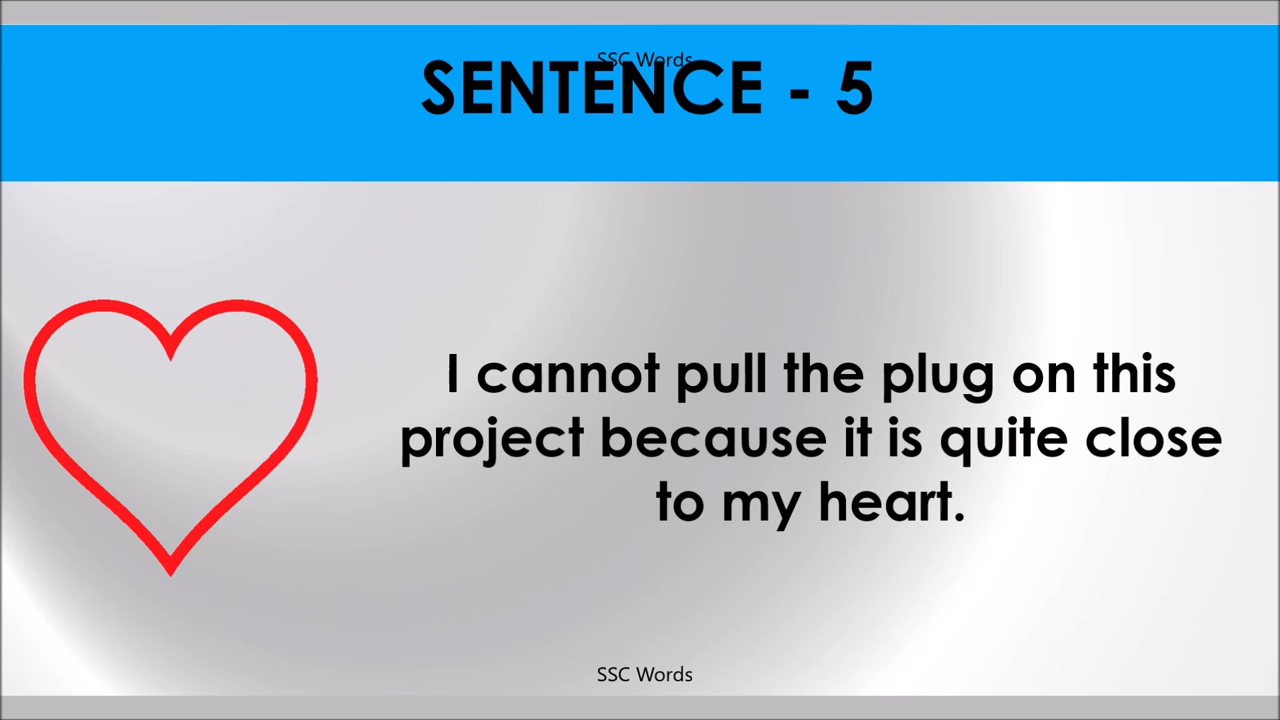 SSC Words
SENTENCE - 5
I cannot pull the plug on this
project because it is quite close
to my heart.
SSC Words